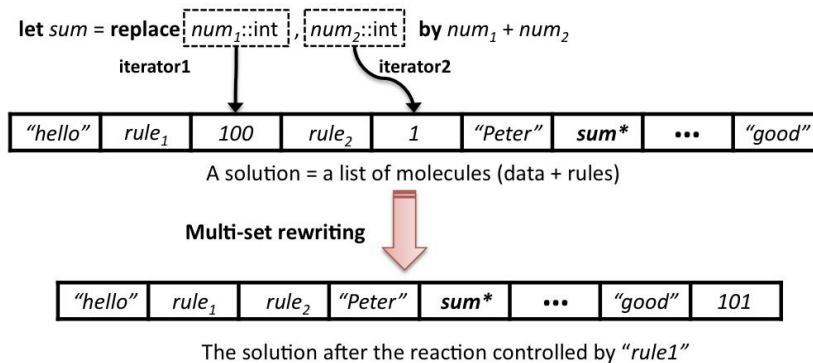 let sum = replace num₁::int , num₂::int by num₁ + num₂
iterator1 iterator2
"hello" rule₁ 100 rule₂ 1 "Peter" sum* ••• "good"
A solution = a list of molecules (data + rules)
Multi-set rewriting
"hello" rule₁ rule₂ "Peter" sum* ••• "good" 101
The solution after the reaction controlled by "rule1"